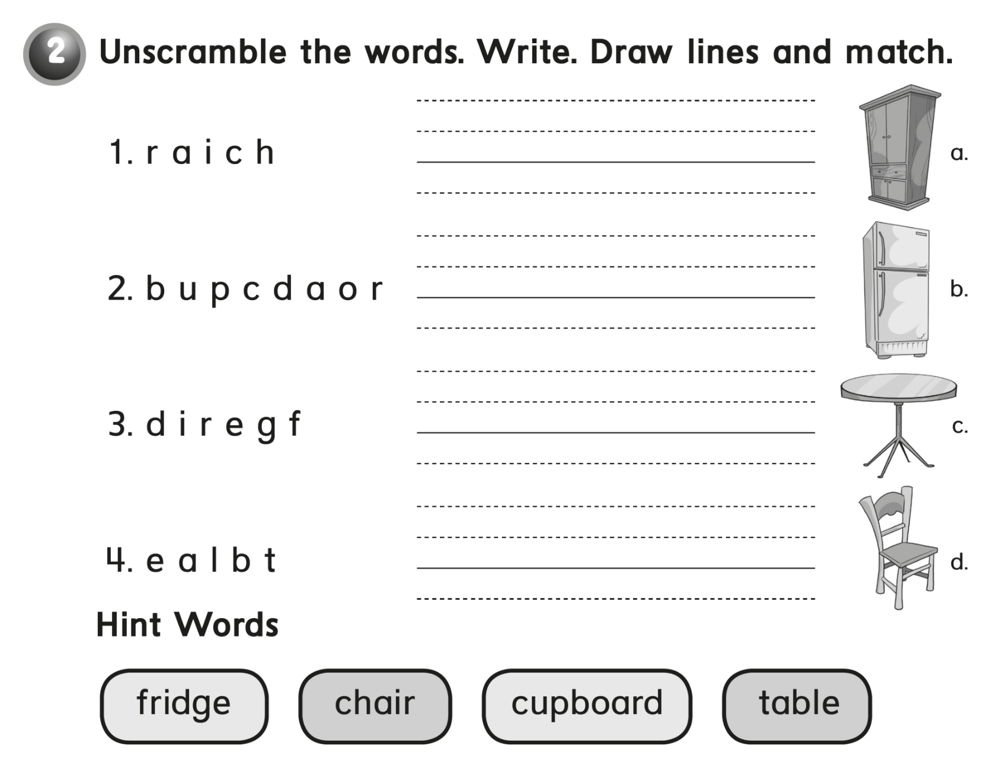 2 Unscramble the words. Write. Draw lines and match.
1. r a i c h
a.
2. b u p c d a o r
b.
3. d i r e g f
c.
4. e a l b t
d.
Hint Words
fridge chair cupboard table